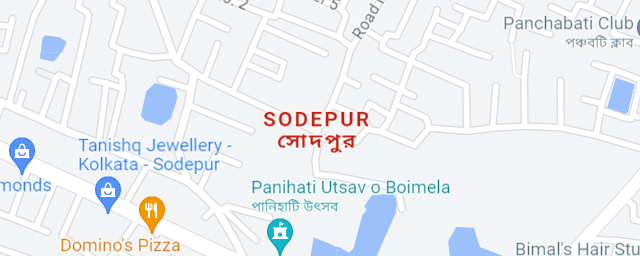 Panchabati Club
পঞ্চবটি ক্লাব
SODEPUR
সোদপুর
Tanishq Jewellery -
Kolkata - Sodepur
monds
Panihati Utsav o Boimela
পানিহাটি উৎসব
Domino's Pizza
Bimal's Hair Stu